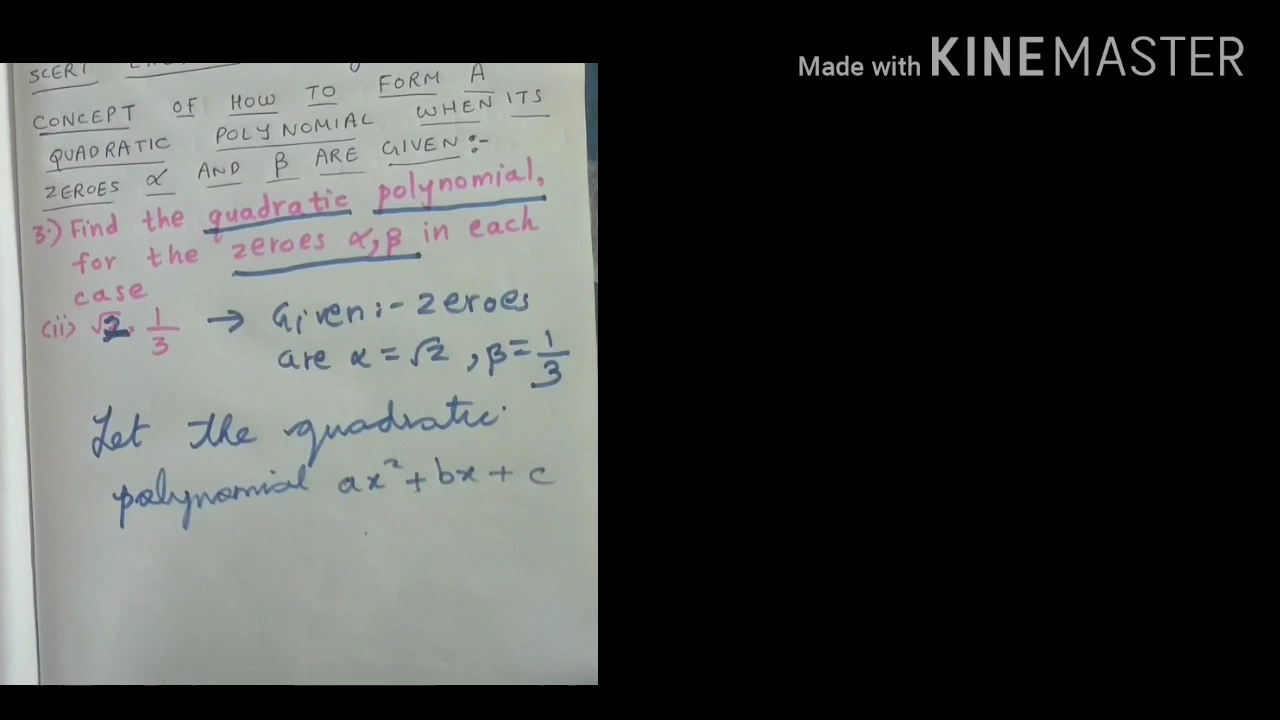 Made with KINEMASTER
SCERT
CONCEPT OF HOW TO FORM A
QUADRATIC POLYNOMIAL WHEN ITS
ZEROES α AND β ARE GIVEN :-
3.) Find the quadratic polynomial,
for the zeroes α, β in each
case
(ii) √2, 1/3 → Given :- Zeroes
are α = √2 , β = 1/3
Let the quadratic
polynomial ax² + bx + c